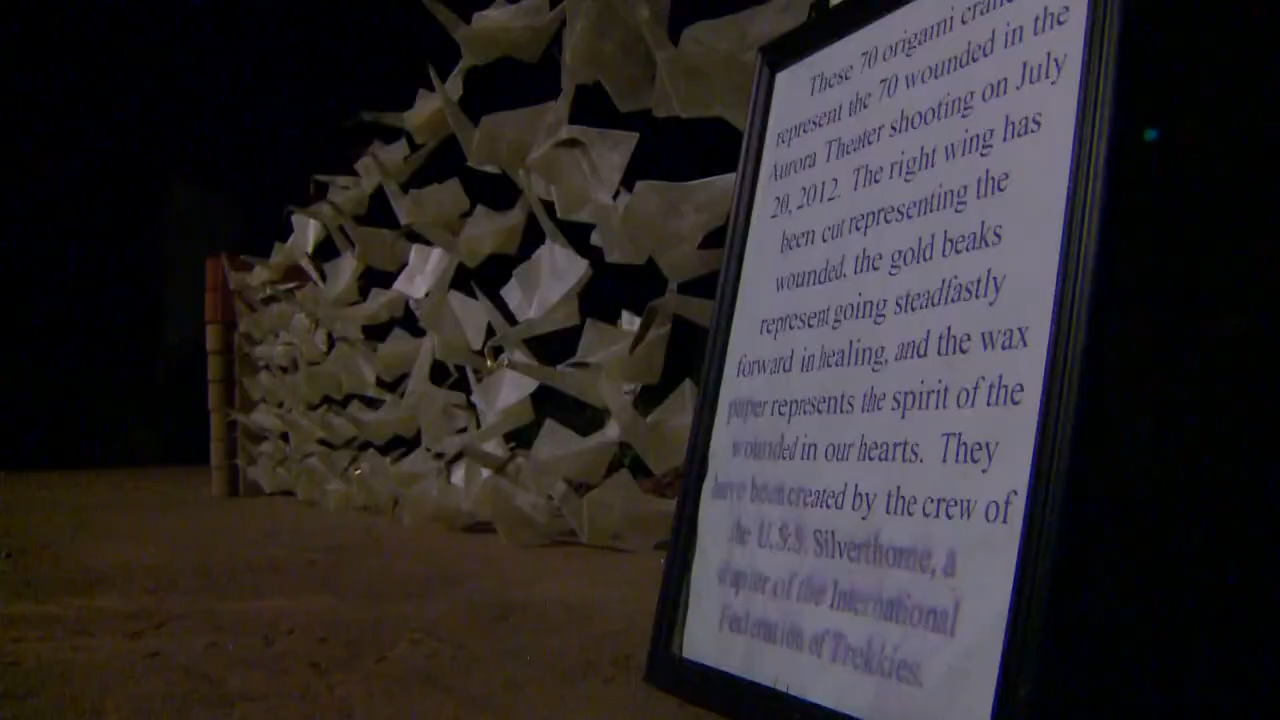 These 70 origami
represent the 70 wounded in the
Aurora Theater shooting on July
20, 2012. The right wing has
been cut representing the
wounded, the gold beaks
represent going steadfastly
forward in healing, and the wax
paper represents the spirit of the
wounded in our hearts. They
have been created by the crew of
the U.S.S. Silverthorne, a
chapter of the International
Federation of Trekkies.